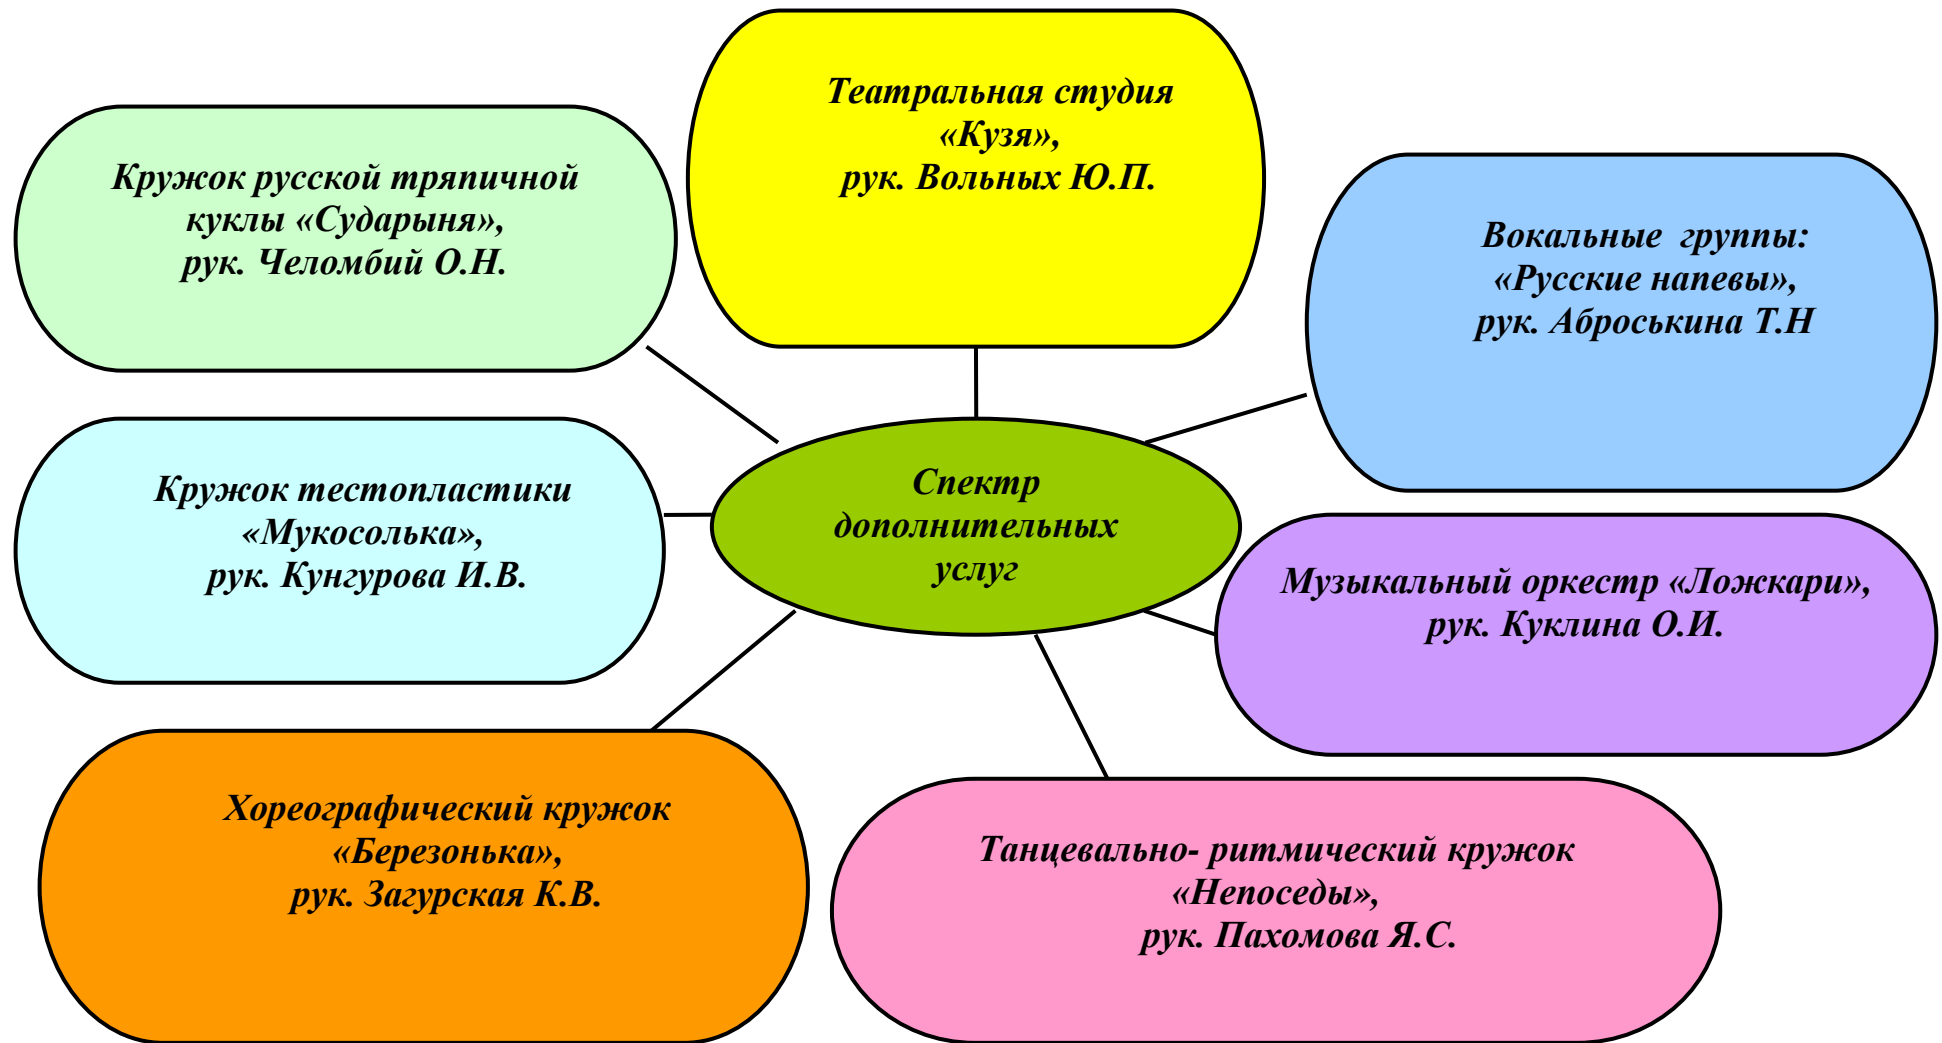 Театральная студия
«Кузя»,
рук. Вольных Ю.П.
Кружок русской тряпичной
куклы «Сударыня»,
рук. Челомбий О.Н.
Вокальные  группы:
«Русские напевы»,
рук. Аброськина Т.Н
Кружок тестопластики
«Мукосолька»,
рук. Кунгурова И.В.
Спектр
дополнительных
услуг
Музыкальный оркестр «Ложкари»,
рук. Куклина О.И.
Хореографический кружок
«Березонька»,
рук. Загурская К.В.
Танцевально- ритмический кружок
«Непоседы»,
рук. Пахомова Я.С.